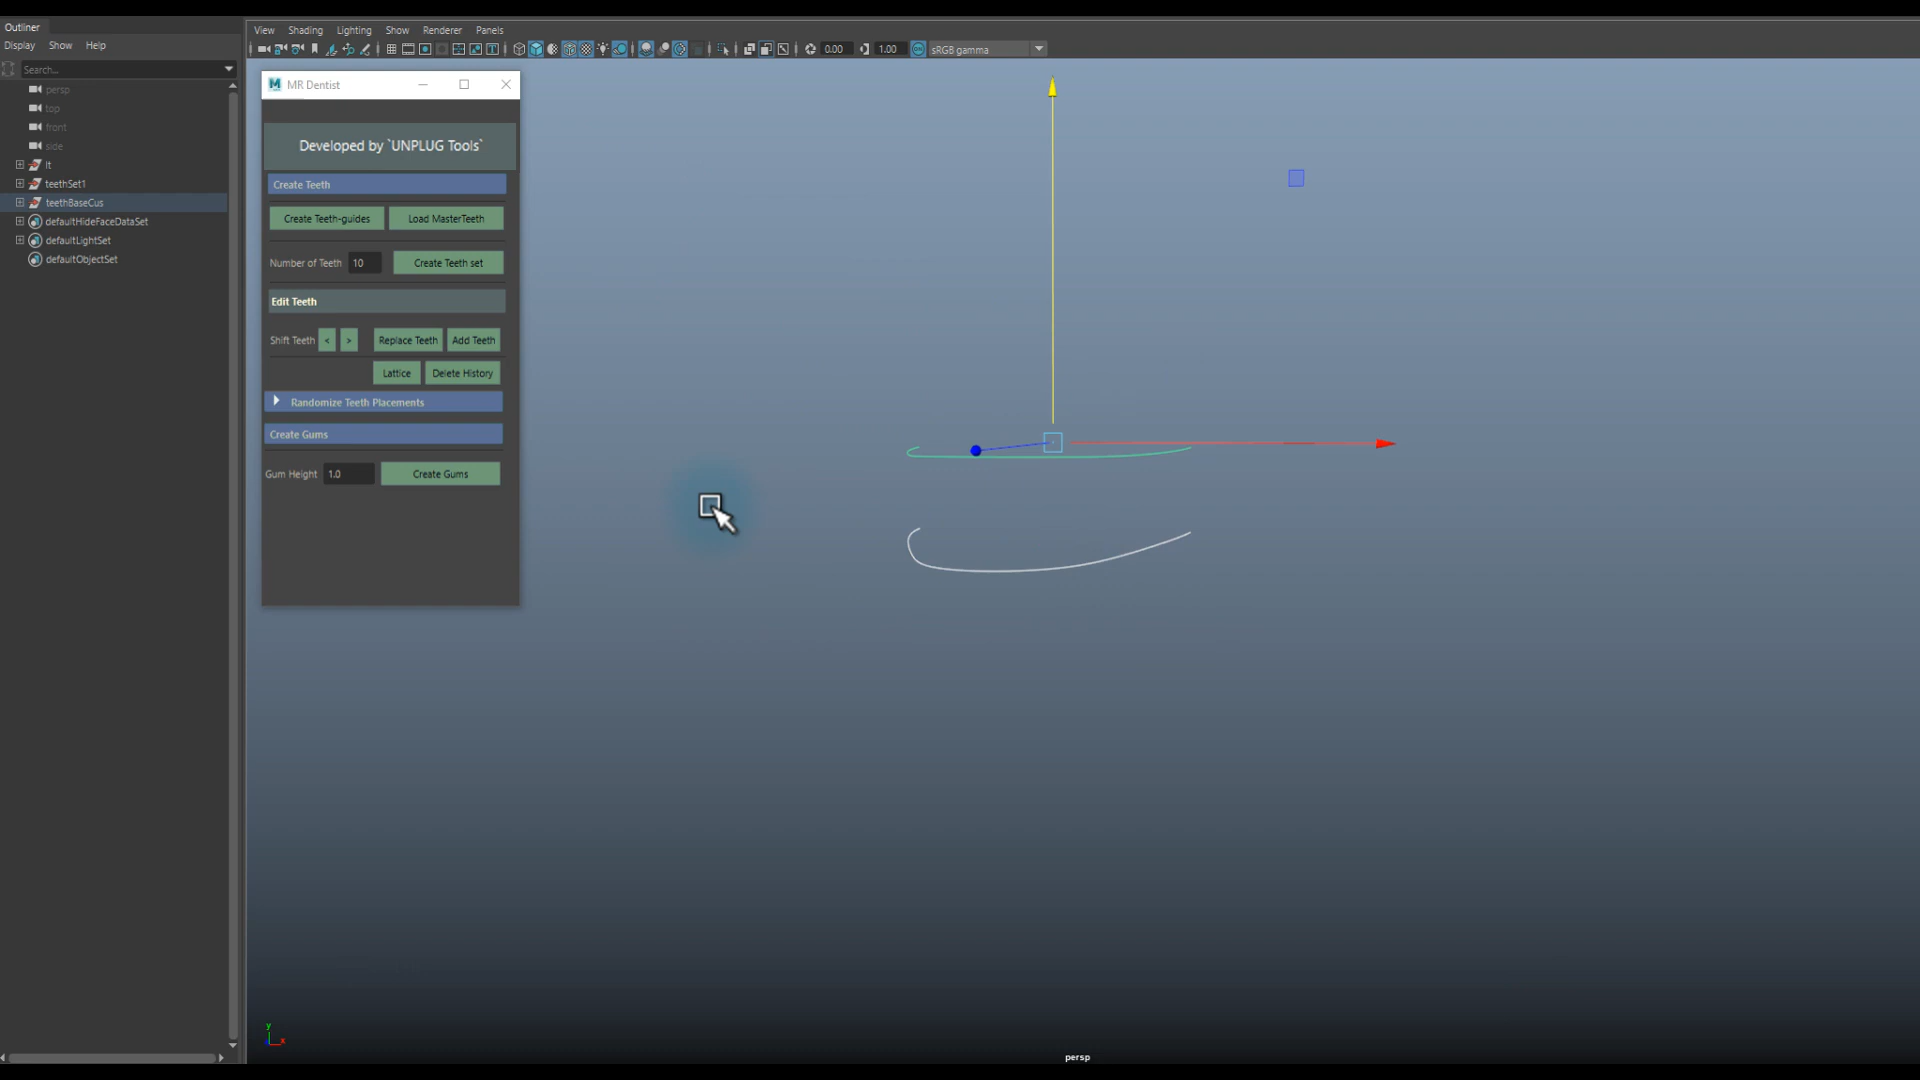 Outliner
Display Show Help
Search...
persp
top
front
side
lt
teethSet1
teethBaseCus
defaultHideFaceDataSet
defaultLightSet
defaultObjectSet
View Shading Lighting Show Renderer Panels
0.00 1.00 sRGB gamma
MR Dentist
Developed by `UNPLUG Tools`
Create Teeth
Create Teeth-guides Load MasterTeeth
Number of Teeth 10 Create Teeth set
Edit Teeth
Shift Teeth < > Replace Teeth Add Teeth
Lattice Delete History
Randomize Teeth Placements
Create Gums
Gum Height 1.0 Create Gums
y
x
persp